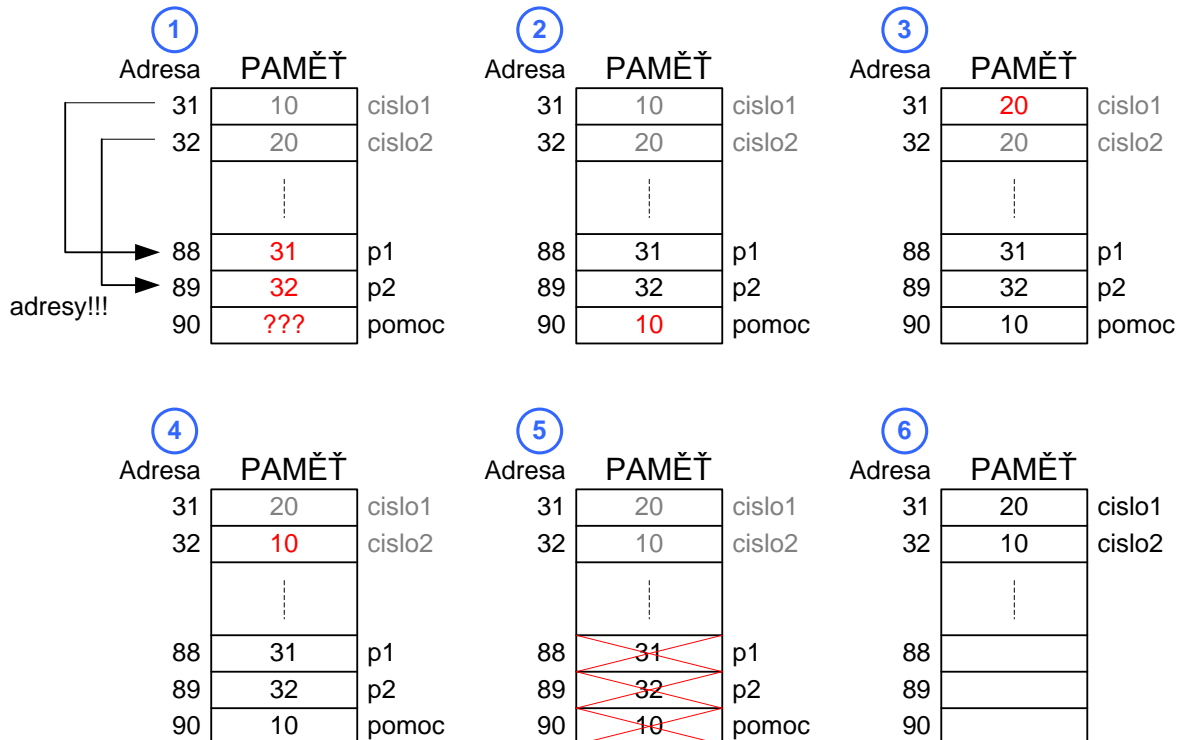 1 2 3
Adresa PAMĚŤ Adresa PAMĚŤ Adresa PAMĚŤ
31 10 cislo1 31 10 cislo1 31 20 cislo1
32 20 cislo2 32 20 cislo2 32 20 cislo2
88 31 p1 88 31 p1 88 31 p1
89 32 p2 89 32 p2 89 32 p2
adresy!!!
90 ??? pomoc 90 10 pomoc 90 10 pomoc
4 5 6
Adresa PAMĚŤ Adresa PAMĚŤ Adresa PAMĚŤ
31 20 cislo1 31 20 cislo1 31 20 cislo1
32 10 cislo2 32 10 cislo2 32 10 cislo2
88 31 p1 88 31 p1 88
89 32 p2 89 32 p2 89
90 10 pomoc 90 10 pomoc 90